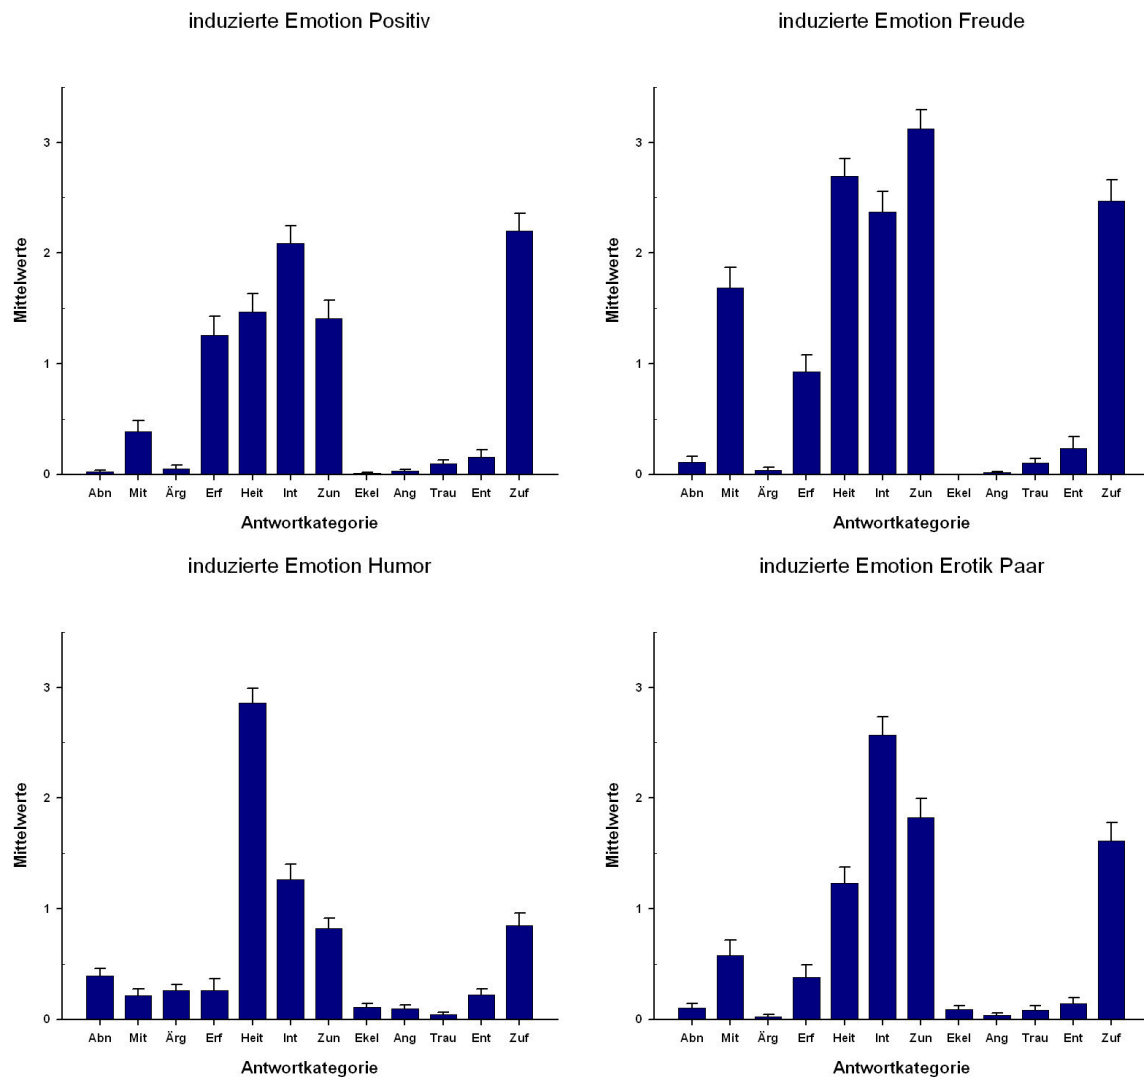 induzierte Emotion Positiv
3
2
1
0
Mittelwerte
Abn Mit Ärg Erf Heit Int Zun Ekel Ang Trau Ent Zuf
Antwortkategorie
induzierte Emotion Freude
3
2
1
0
Mittelwerte
Abn Mit Ärg Erf Heit Int Zun Ekel Ang Trau Ent Zuf
Antwortkategorie
induzierte Emotion Humor
3
2
1
0
Mittelwerte
Abn Mit Ärg Erf Heit Int Zun Ekel Ang Trau Ent Zuf
Antwortkategorie
induzierte Emotion Erotik Paar
3
2
1
0
Mittelwerte
Abn Mit Ärg Erf Heit Int Zun Ekel Ang Trau Ent Zuf
Antwortkategorie